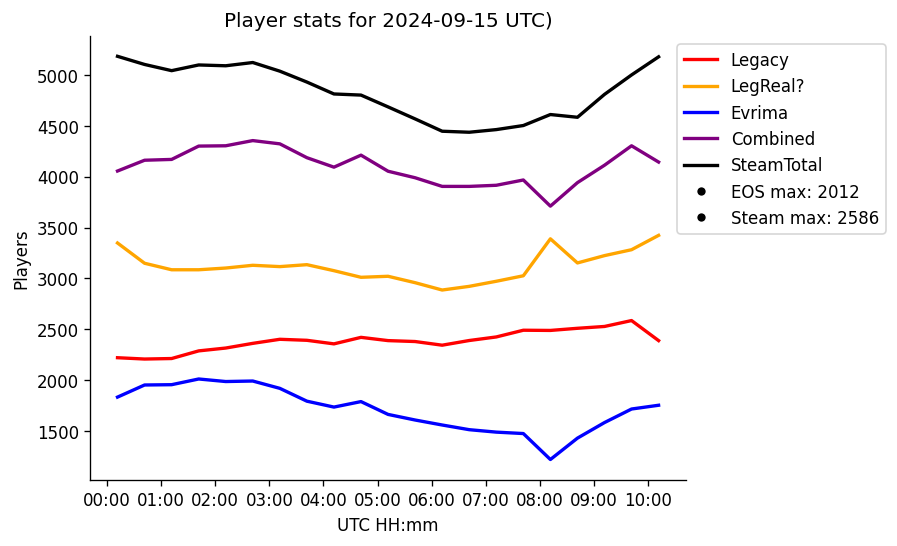 Player stats for 2024-09-15 UTC)
Legacy
LegReal?
Evrima
Combined
SteamTotal
EOS max: 2012
Steam max: 2586
Players
5000
4500
4000
3500
3000
2500
2000
1500
00:00 01:00 02:00 03:00 04:00 05:00 06:00 07:00 08:00 09:00 10:00
UTC HH:mm